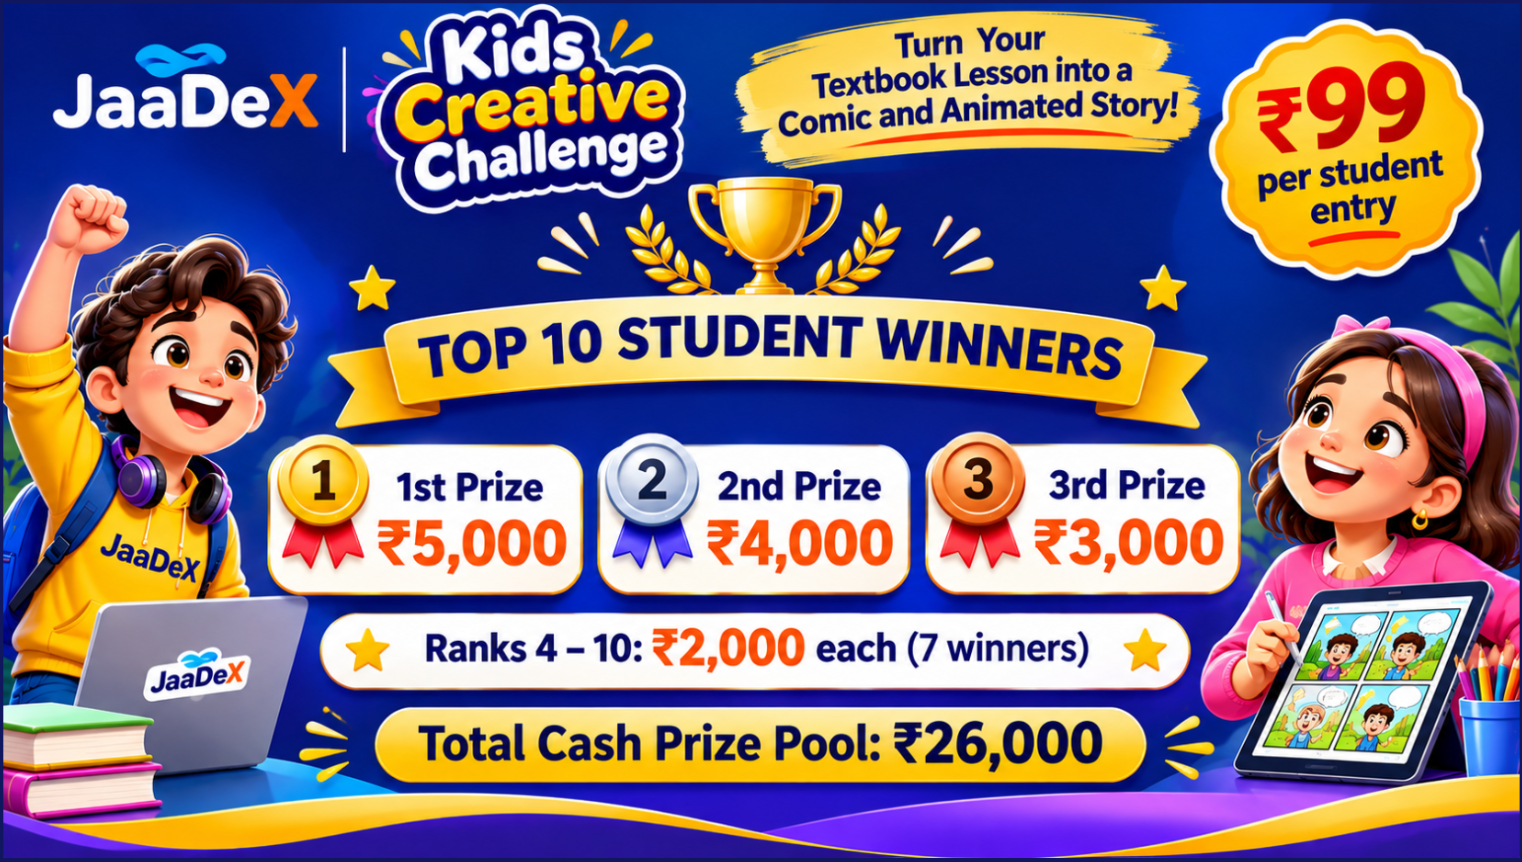 JaaDeX
Kids
Creative
Challenge
Turn Your
Textbook Lesson into a
Comic and Animated Story!
₹99
per student
entry
TOP 10 STUDENT WINNERS
1
1st Prize
₹5,000
2
2nd Prize
₹4,000
3
3rd Prize
₹3,000
JaaDeX
JaaDeX
Ranks 4 – 10: ₹2,000 each (7 winners)
Total Cash Prize Pool: ₹26,000